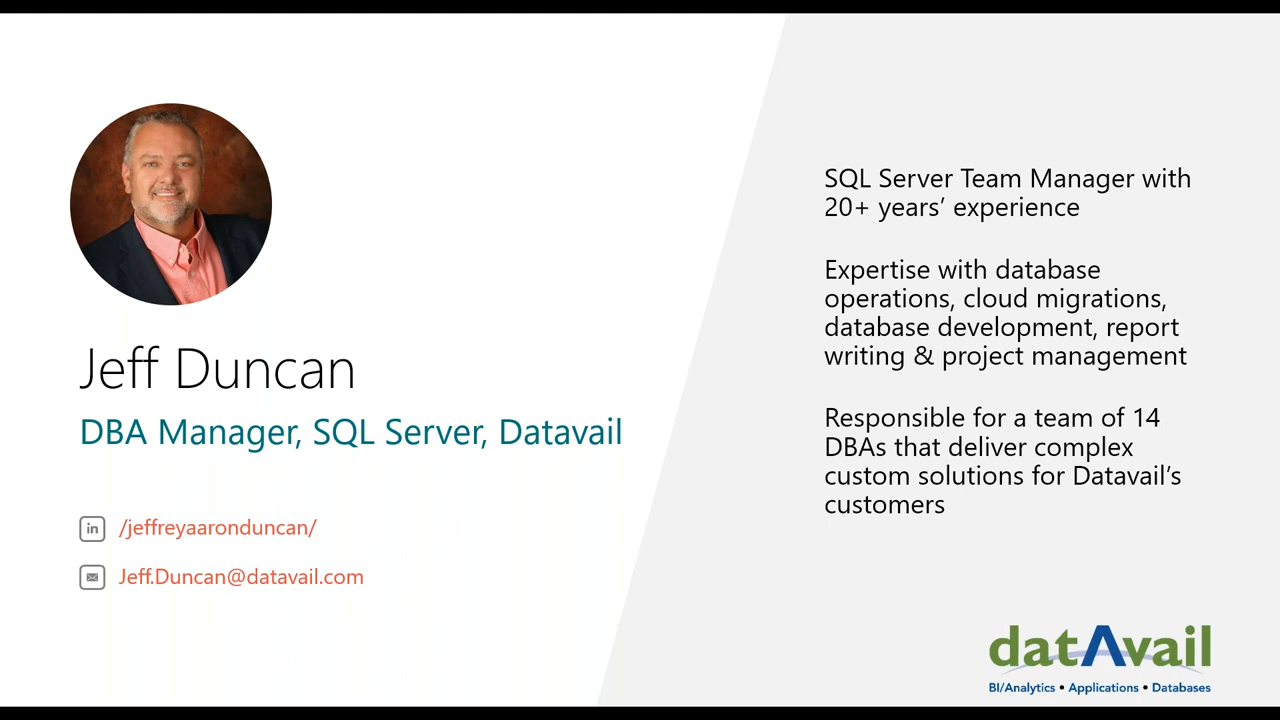 Jeff Duncan
DBA Manager, SQL Server, Datavail
in
/jeffreyaaronduncan/
Jeff.Duncan@datavail.com
SQL Server Team Manager with
20+ years’ experience
Expertise with database
operations, cloud migrations,
database development, report
writing & project management
Responsible for a team of 14
DBAs that deliver complex
custom solutions for Datavail’s
customers
datAvail
BI/Analytics • Applications • Databases